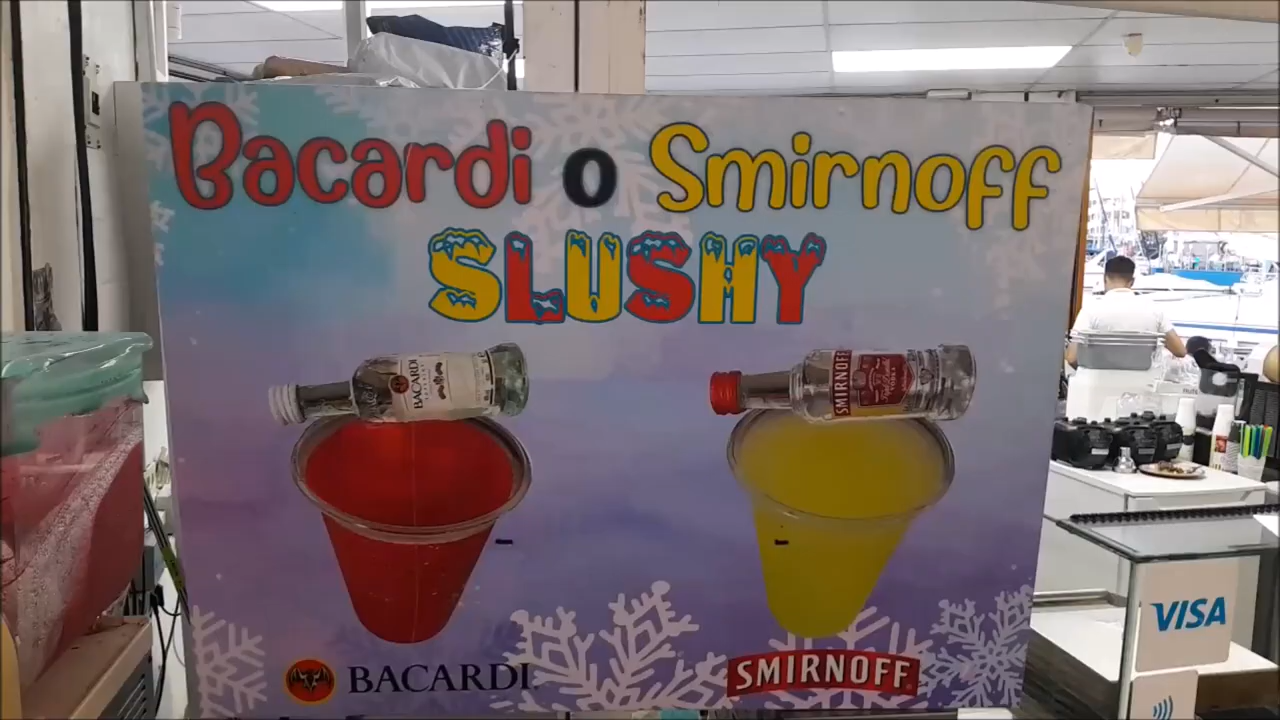 Bacardi o Smirnoff
SLUSHY
BACARDI
SMIRNOFF
BACARDI
SMIRNOFF
VISA